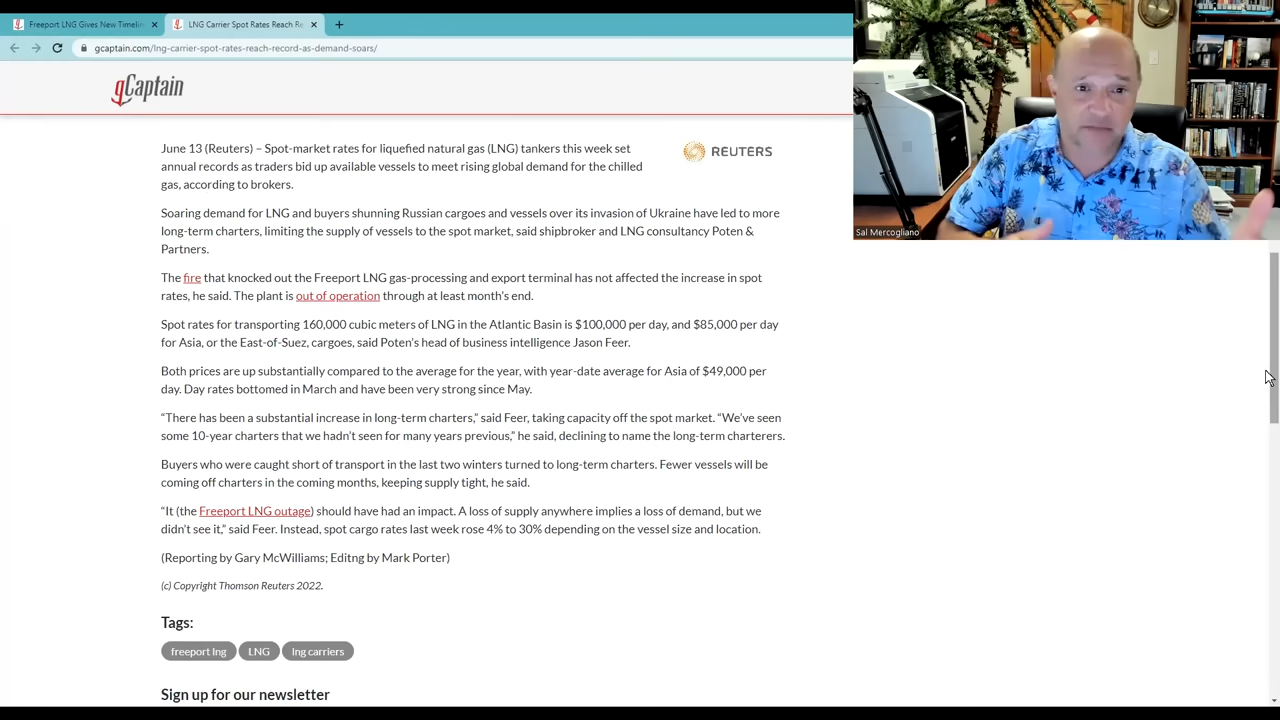 Freeport LNG Gives New Timelin
LNG Carrier Spot Rates Reach Re
gcaptain.com/lng-carrier-spot-rates-reach-record-as-demand-soars/
gCaptain
Sal Mercogliano
REUTERS
June 13 (Reuters) – Spot-market rates for liquefied natural gas (LNG) tankers this week set
annual records as traders bid up available vessels to meet rising global demand for the chilled
gas, according to brokers.
Soaring demand for LNG and buyers shunning Russian cargoes and vessels over its invasion of Ukraine have led to more
long-term charters, limiting the supply of vessels to the spot market, said shipbroker and LNG consultancy Poten &
Partners.
The fire that knocked out the Freeport LNG gas-processing and export terminal has not affected the increase in spot
rates, he said. The plant is out of operation through at least month's end.
Spot rates for transporting 160,000 cubic meters of LNG in the Atlantic Basin is $100,000 per day, and $85,000 per day
for Asia, or the East-of-Suez, cargoes, said Poten's head of business intelligence Jason Feer.
Both prices are up substantially compared to the average for the year, with year-date average for Asia of $49,000 per
day. Day rates bottomed in March and have been very strong since May.
“There has been a substantial increase in long-term charters,” said Feer, taking capacity off the spot market. “We've seen
some 10-year charters that we hadn't seen for many years previous,” he said, declining to name the long-term charterers.
Buyers who were caught short of transport in the last two winters turned to long-term charters. Fewer vessels will be
coming off charters in the coming months, keeping supply tight, he said.
“It (the Freeport LNG outage) should have had an impact. A loss of supply anywhere implies a loss of demand, but we
didn't see it,” said Feer. Instead, spot cargo rates last week rose 4% to 30% depending on the vessel size and location.
(Reporting by Gary McWilliams; Editng by Mark Porter)
(c) Copyright Thomson Reuters 2022.
Tags:
freeport lng LNG lng carriers
Sign up for our newsletter